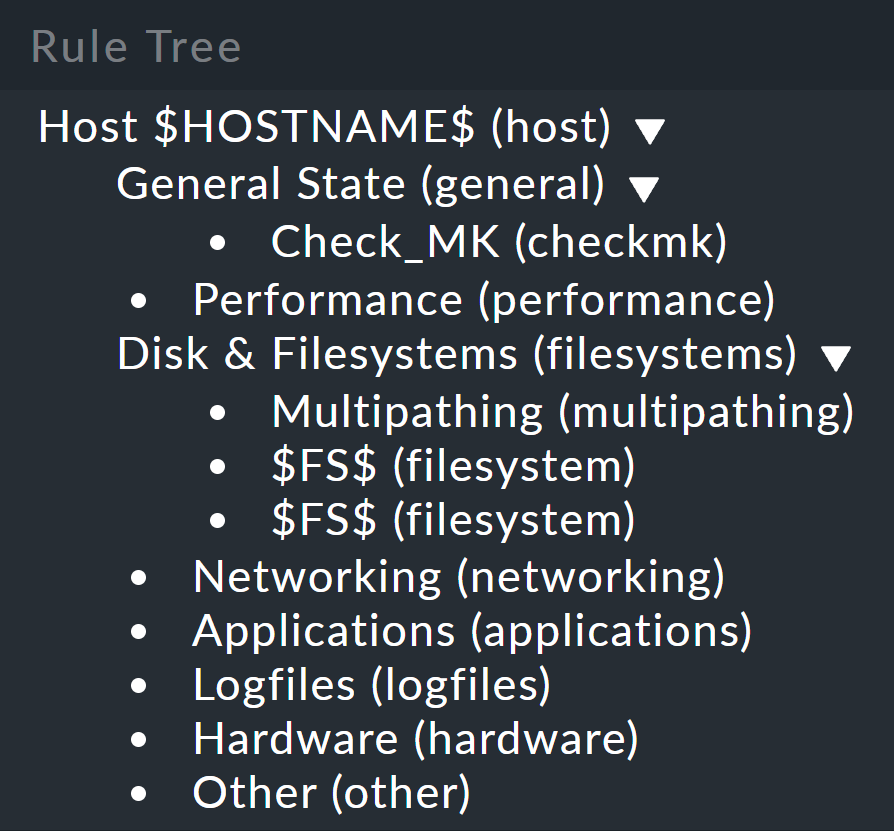 Rule Tree
Host $HOSTNAME$ (host) ▼
General State (general) ▼
• Check_MK (checkmk)
• Performance (performance)
Disk & Filesystems (filesystems) ▼
• Multipathing (multipathing)
• $FS$ (filesystem)
• $FS$ (filesystem)
• Networking (networking)
• Applications (applications)
• Logfiles (logfiles)
• Hardware (hardware)
• Other (other)